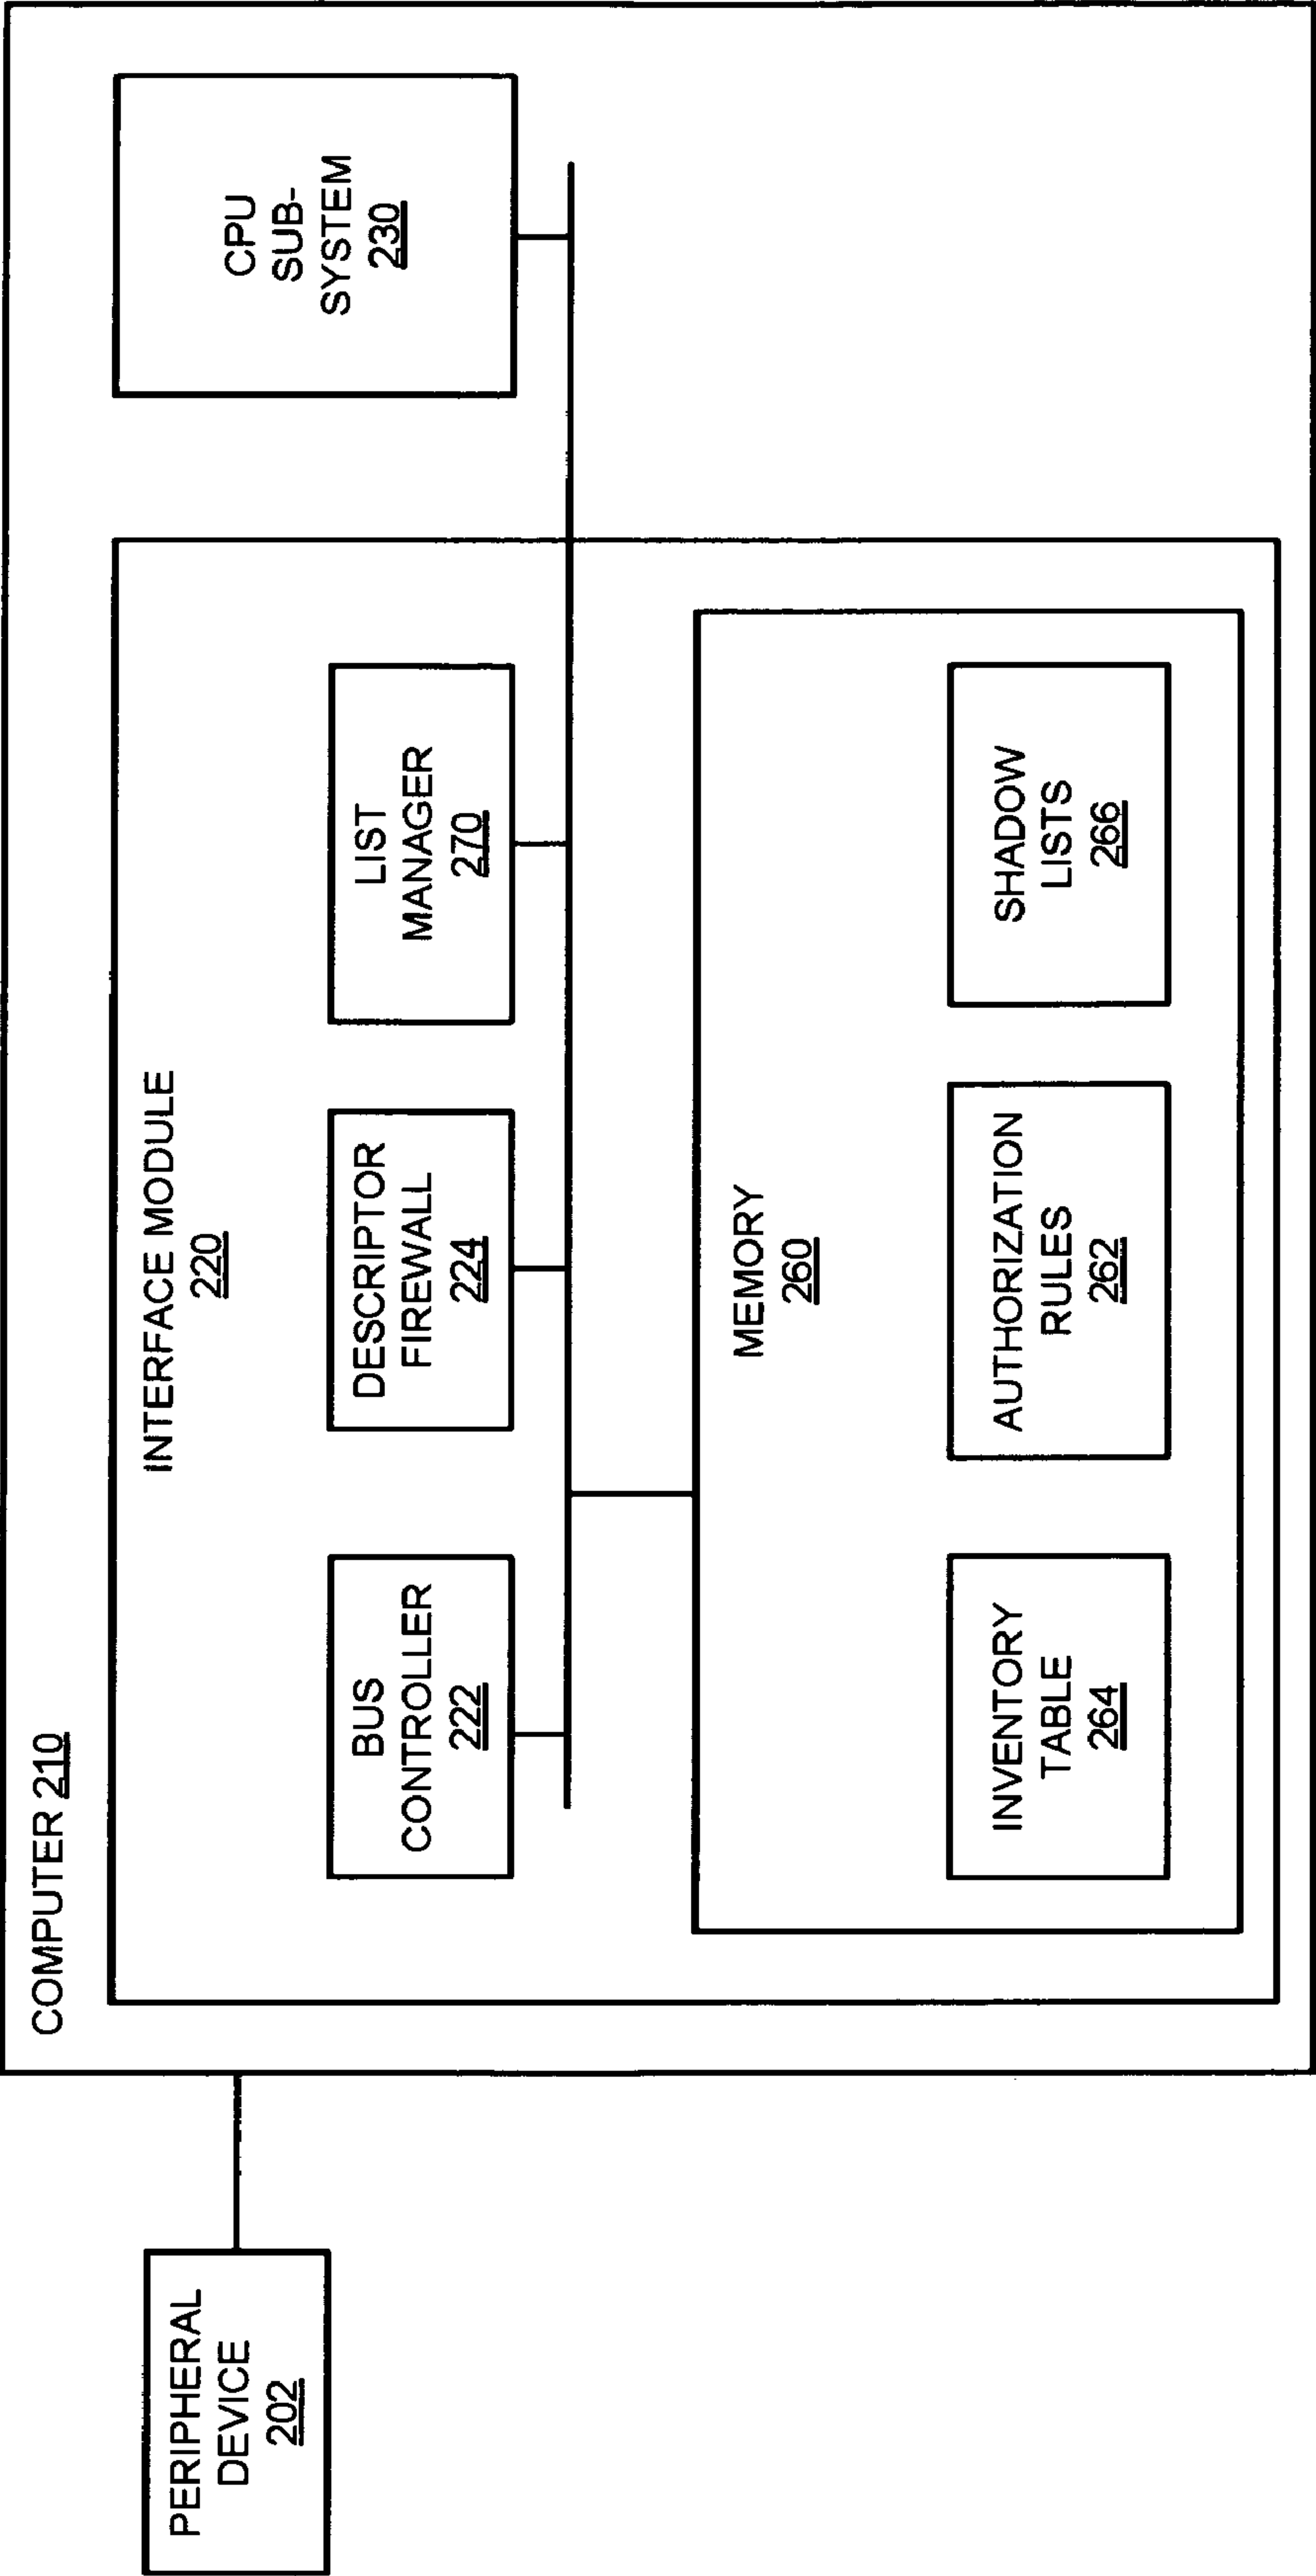 COMPUTER 210
PERIPHERAL
DEVICE
202
INTERFACE MODULE
220
BUS
CONTROLLER
222
DESCRIPTOR
FIREWALL
224
LIST
MANAGER
270
CPU
SUB-
SYSTEM
230
MEMORY
260
INVENTORY
TABLE
264
AUTHORIZATION
RULES
262
SHADOW
LISTS
266